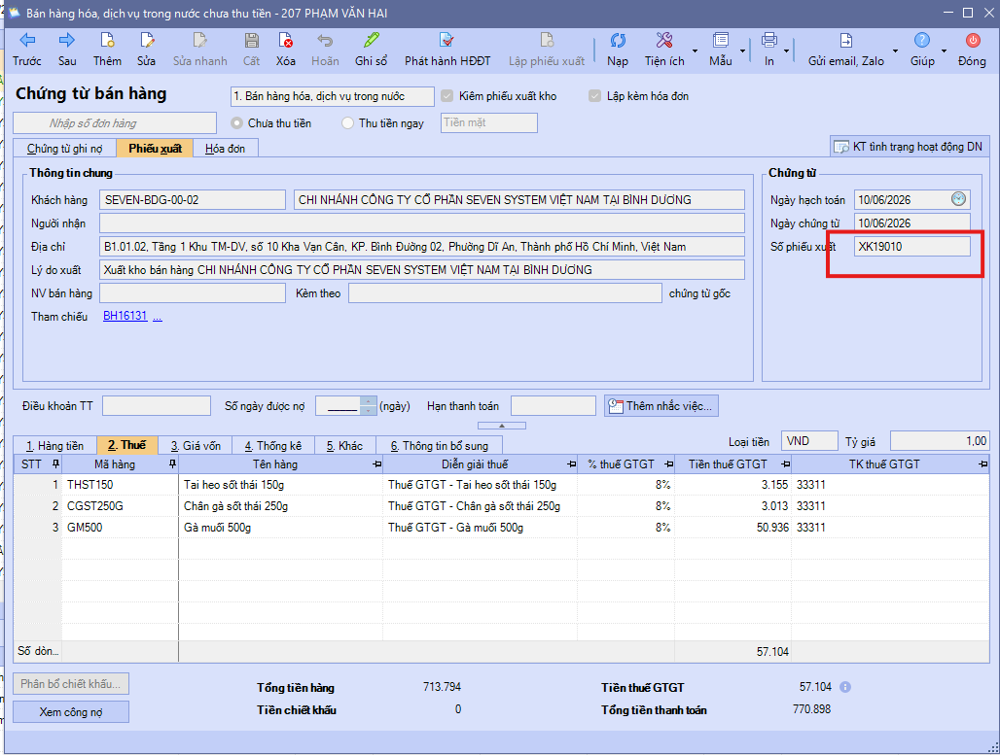 Bán hàng hóa, dịch vụ trong nước chưa thu tiền - 207 PHẠM VĂN HAI
Trước Sau Thêm Sửa Sửa nhanh Cất Xóa Hoãn Ghi sổ Phát hành HĐĐT Lập phiếu xuất Nạp Tiện ích Mẫu In Gửi email, Zalo Giúp Đóng
Chứng từ bán hàng 1. Bán hàng hóa, dịch vụ trong nước Kiêm phiếu xuất kho Lập kèm hóa đơn
Nhập số đơn hàng Chưa thu tiền Thu tiền ngay Tiền mặt
Chứng từ ghi nợ Phiếu xuất Hóa đơn KT tình trạng hoạt động DN
Thông tin chung Chứng từ
Khách hàng SEVEN-BDG-00-02 CHI NHÁNH CÔNG TY CỔ PHẦN SEVEN SYSTEM VIỆT NAM TẠI BÌNH DƯƠNG Ngày hạch toán 10/06/2026
Người nhận Ngày chứng từ 10/06/2026
Địa chỉ B1.01.02, Tầng 1 Khu TM-DV, số 10 Kha Vạn Cân, KP. Bình Đường 02, Phường Dĩ An, Thành phố Hồ Chí Minh, Việt Nam Số phiếu xuất XK19010
Lý do xuất Xuất kho bán hàng CHI NHÁNH CÔNG TY CỔ PHẦN SEVEN SYSTEM VIỆT NAM TẠI BÌNH DƯƠNG
NV bán hàng Kèm theo chứng từ gốc
Tham chiếu BH16131 ...
Điều khoản TT Số ngày được nợ (ngày) Hạn thanh toán Thêm nhắc việc...
1. Hàng tiền 2. Thuế 3. Giá vốn 4. Thống kê 5. Khác 6. Thông tin bổ sung Loại tiền VND Tỷ giá 1,00
STT Mã hàng Tên hàng Diễn giải thuế % thuế GTGT Tiền thuế GTGT TK thuế GTGT
1 THST150 Tai heo sốt thái 150g Thuế GTGT - Tai heo sốt thái 150g 8% 3.155 33311
2 CGST250G Chân gà sốt thái 250g Thuế GTGT - Chân gà sốt thái 250g 8% 3.013 33311
3 GM500 Gà muối 500g Thuế GTGT - Gà muối 500g 8% 50.936 33311
Số dòn... 57.104
Phân bổ chiết khấu... Tổng tiền hàng 713.794 Tiền thuế GTGT 57.104
Xem công nợ Tiền chiết khấu 0 Tổng tiền thanh toán 770.898